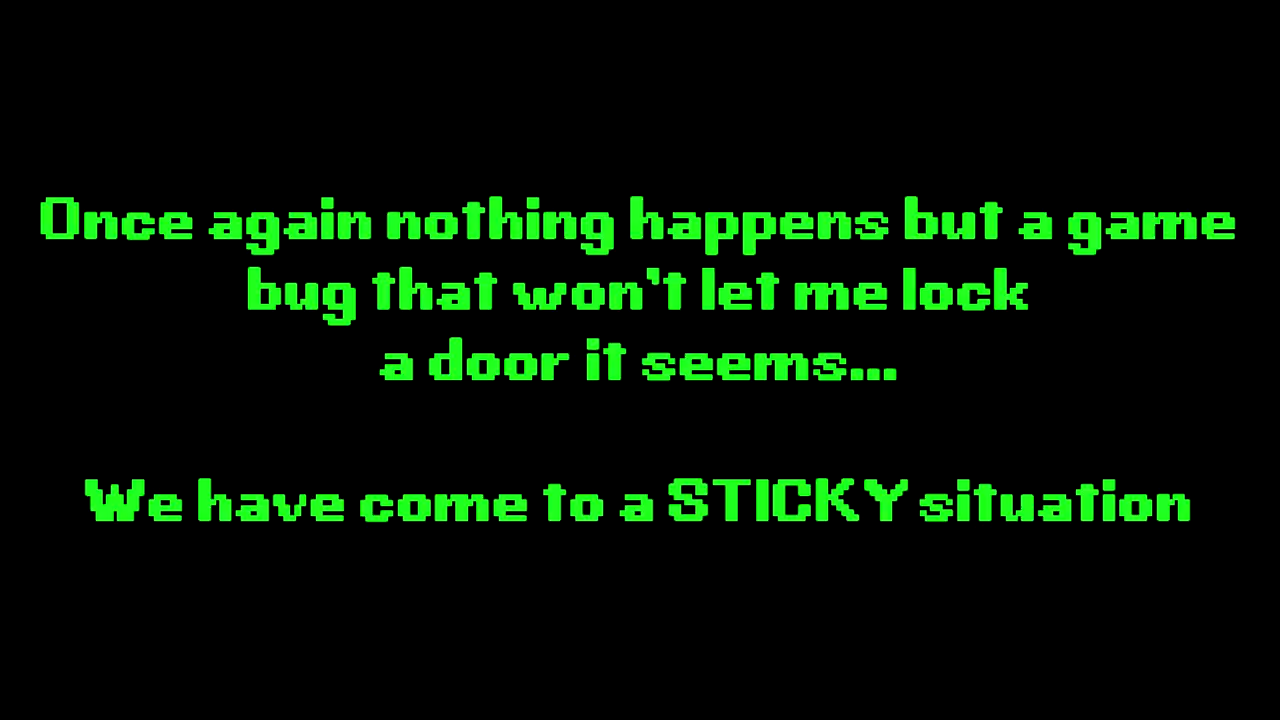 Once again nothing happens but a game
bug that won't let me lock
a door it seems...
We have come to a STICKY situation